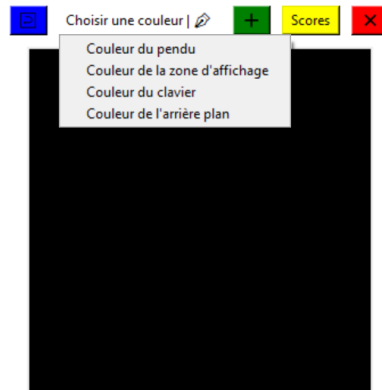 Choisir une couleur | Scores
Couleur du pendu
Couleur de la zone d'affichage
Couleur du clavier
Couleur de l'arrière plan